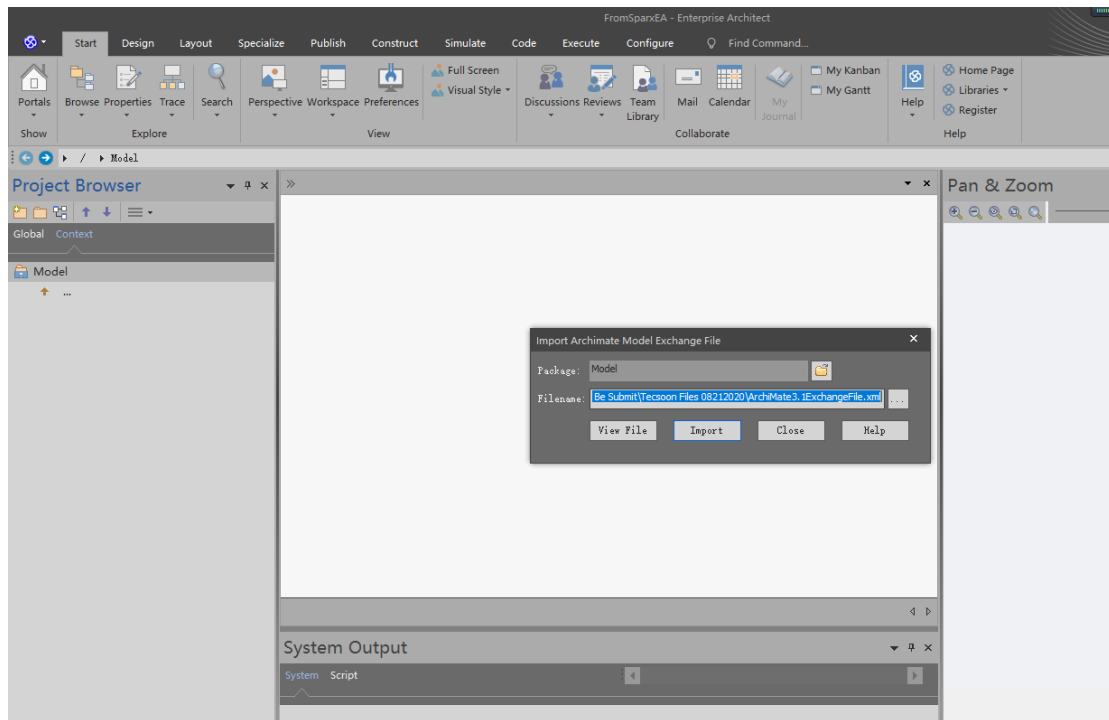 FromSparxEA - Enterprise Architect
Start Design Layout Specialize Publish Construct Simulate Code Execute Configure Find Command...
Full Screen
Visual Style
My Kanban
My Gantt
Home Page
Libraries
Register
Portals Browse Properties Trace Search Perspective Workspace Preferences Discussions Reviews Team Library Mail Calendar My Journal Help
Show Explore View Collaborate Help
/ Model
Project Browser
Global Context
Model
...
Pan & Zoom
Import Archimate Model Exchange File
Package: Model
Filename: Be Submit\Tecsoon Files 08212020\ArchiMate3.1ExchangeFile.xml ...
View File Import Close Help
System Output
System Script